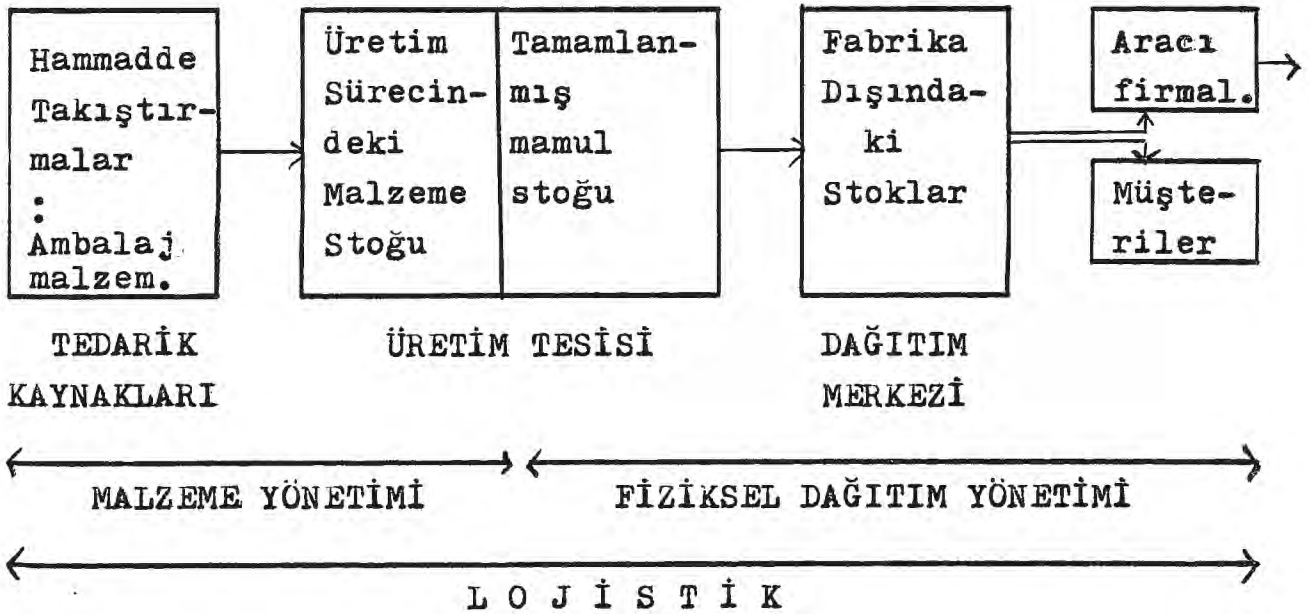 Hammadde
Takıştır-
malar
:
Ambalaj
malzem.
Üretim
Sürecin-
deki
Malzeme
Stoğu
Tamamlan-
mış
mamul
stoğu
Fabrika
Dışında-
ki
Stoklar
Aracı
firmal.
Müşte-
riler
TEDARİK
KAYNAKLARI
ÜRETİM TESİSİ
DAĞITIM
MERKEZİ
MALZEME YÖNETİMİ
FİZİKSEL DAĞITIM YÖNETİMİ
L O J İ S T İ K